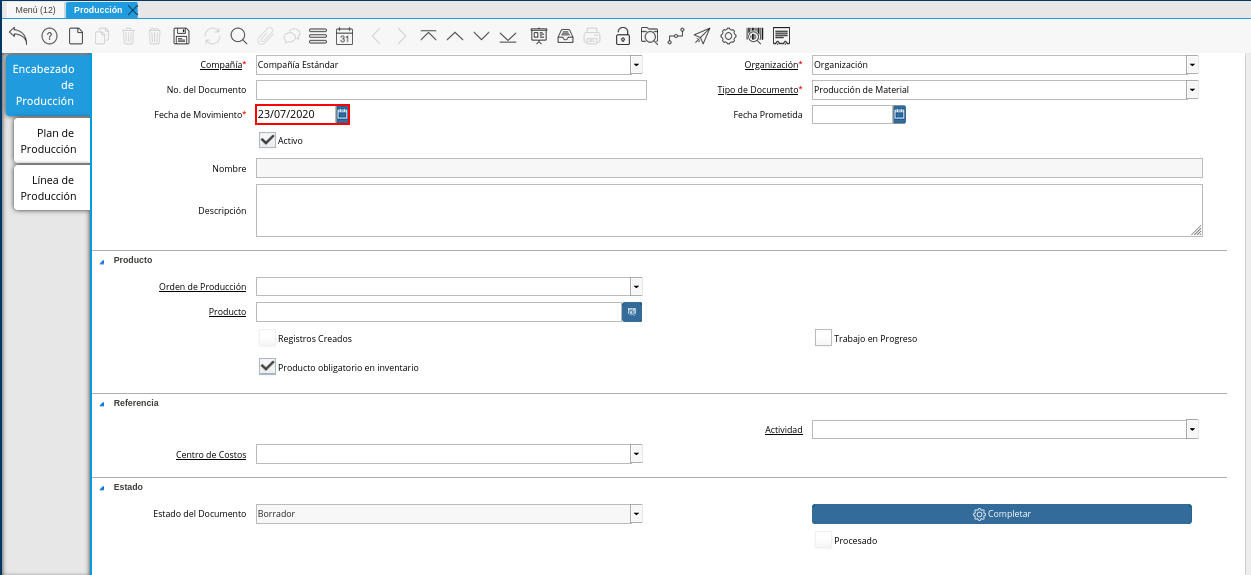 Menú (12) Producción
31
Encabezado de Producción
Plan de Producción
Línea de Producción
Compañía* Compañía Estándar Organización* Organización
No. del Documento Tipo de Documento* Producción de Material
Fecha de Movimiento* 23/07/2020 Fecha Prometida
Activo
Nombre
Descripción
Producto
Orden de Producción
Producto
Registros Creados Trabajo en Progreso
Producto obligatorio en inventario
Referencia
Actividad
Centro de Costos
Estado
Estado del Documento Borrador Completar
Procesado